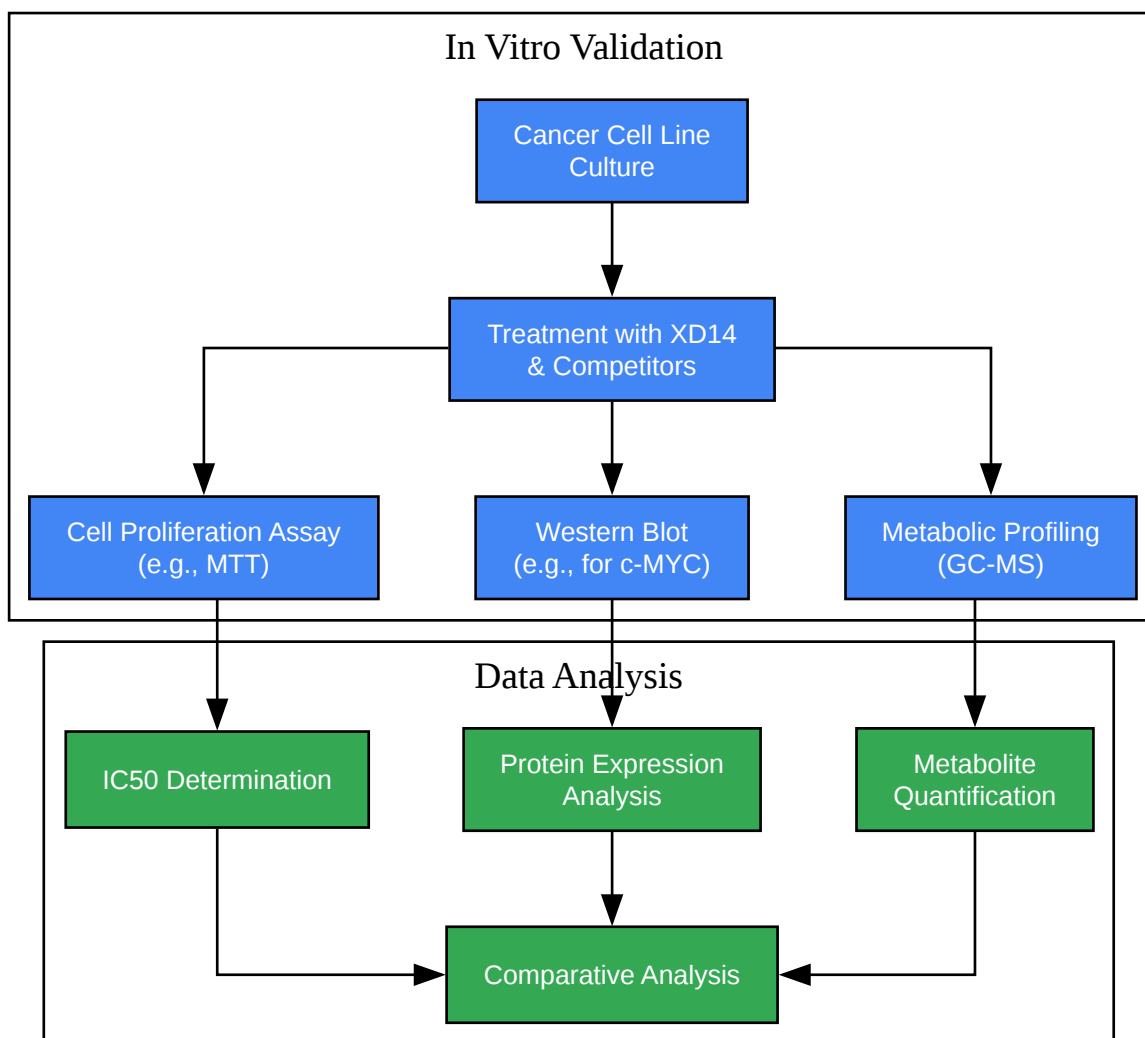 In Vitro Validation
Cancer Cell Line
Culture
Treatment with XD14
& Competitors
Cell Proliferation Assay
(e.g., MTT)
Western Blot
(e.g., for c-MYC)
Metabolic Profiling
(GC-MS)
Data Analysis
IC50 Determination
Protein Expression
Analysis
Metabolite
Quantification
Comparative Analysis